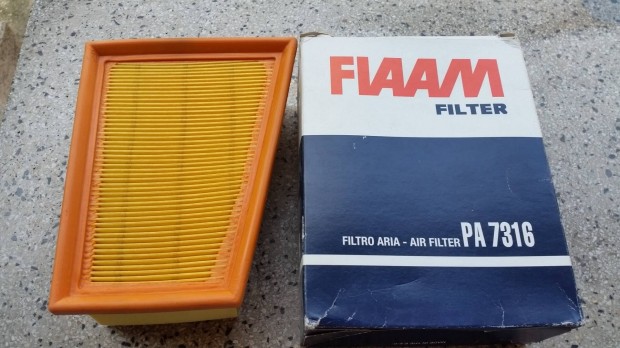 FIAAM
FILTER
FILTRO ARIA - AIR FILTER PA 7316